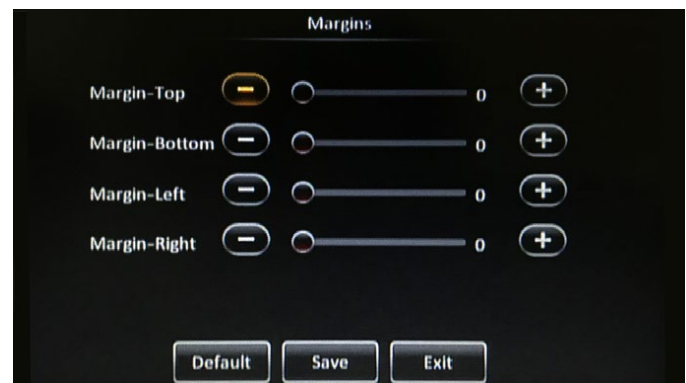 Margins
Margin-Top - 0 +
Margin-Bottom - 0 +
Margin-Left - 0 +
Margin-Right - 0 +
Default Save Exit